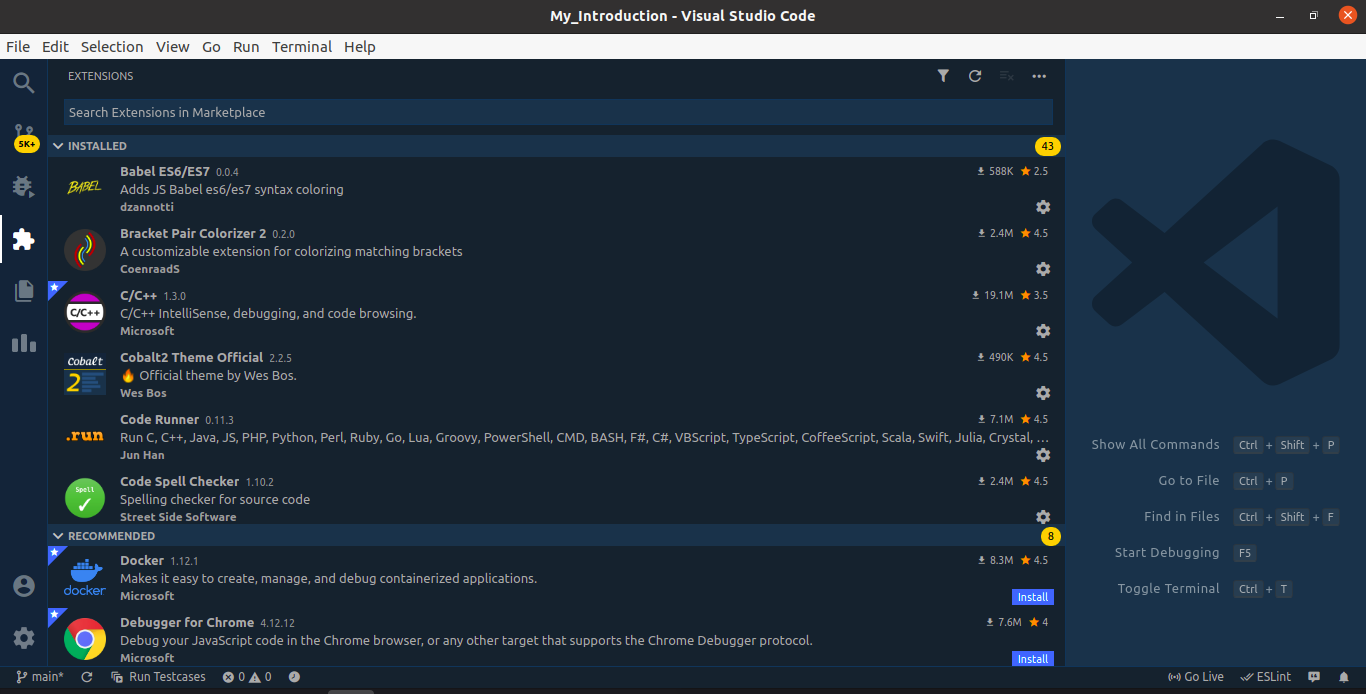 My_Introduction - Visual Studio Code
File Edit Selection View Go Run Terminal Help
EXTENSIONS
Search Extensions in Marketplace
5K+
INSTALLED 43
BABEL
Babel ES6/ES7 0.0.4 588K 2.5
Adds JS Babel es6/es7 syntax coloring
dzannotti
Bracket Pair Colorizer 2 0.2.0 2.4M 4.5
A customizable extension for colorizing matching brackets
CoenraadS
C/C++
C/C++ 1.3.0 19.1M 3.5
C/C++ IntelliSense, debugging, and code browsing.
Microsoft
Cobalt 2
Cobalt2 Theme Official 2.2.5 490K 4.5
🔥 Official theme by Wes Bos.
Wes Bos
.run
Code Runner 0.11.3 7.1M 4.5
Run C, C++, Java, JS, PHP, Python, Perl, Ruby, Go, Lua, Groovy, PowerShell, CMD, BASH, F#, C#, VBScript, TypeScript, CoffeeScript, Scala, Swift, Julia, Crystal, ...
Jun Han
Spell
Code Spell Checker 1.10.2 2.4M 4.5
Spelling checker for source code
Street Side Software
RECOMMENDED 8
docker
Docker 1.12.1 8.3M 4.5
Makes it easy to create, manage, and debug containerized applications.
Microsoft Install
Debugger for Chrome 4.12.12 7.6M 4
Debug your JavaScript code in the Chrome browser, or any other target that supports the Chrome Debugger protocol.
Microsoft Install
Show All Commands Ctrl + Shift + P
Go to File Ctrl + P
Find in Files Ctrl + Shift + F
Start Debugging F5
Toggle Terminal Ctrl + T
main* Run Testcases 0 0 Go Live ESLint